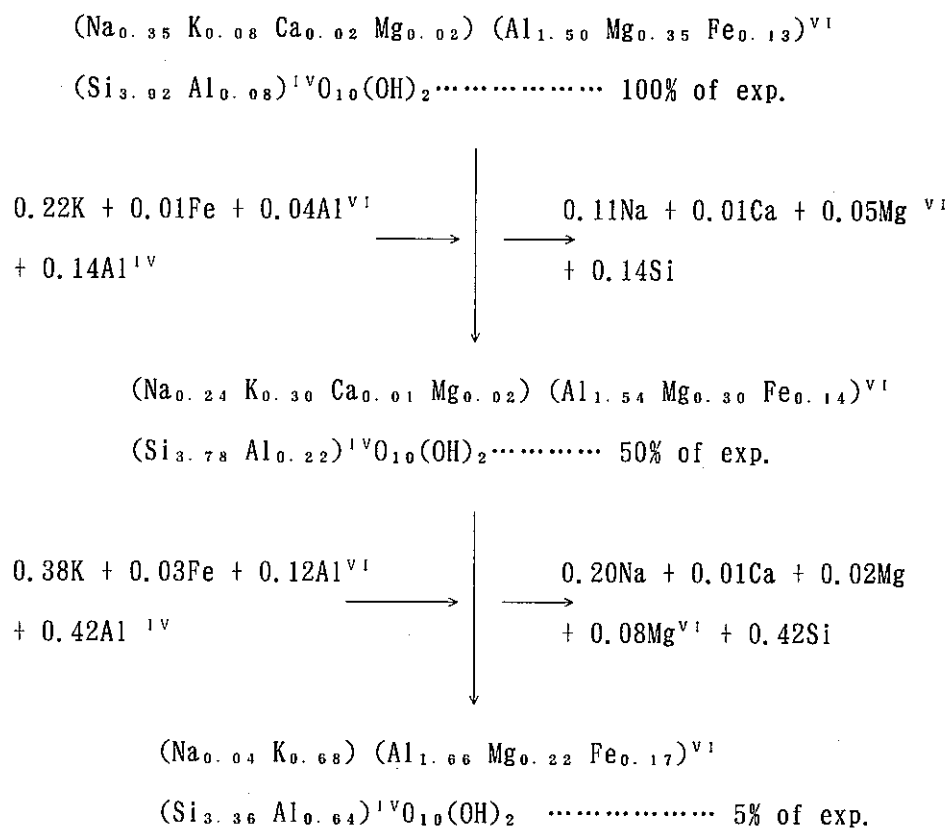 (Na₀.₃₅ K₀.₀₈ Ca₀.₀₂ Mg₀.₀₂) (Al₁.₅₀ Mg₀.₃₅ Fe₀.₁₃)ⱽᴵ
(Si₃.₉₂ Al₀.₀₈)ᴵⱽO₁₀(OH)₂ ……………… 100% of exp.
0.22K + 0.01Fe + 0.04Alⱽᴵ
+ 0.14Alᴵⱽ
0.11Na + 0.01Ca + 0.05Mg ⱽᴵ
+ 0.14Si
(Na₀.₂₄ K₀.₃₀ Ca₀.₀₁ Mg₀.₀₂) (Al₁.₅₄ Mg₀.₃₀ Fe₀.₁₄)ⱽᴵ
(Si₃.₇₈ Al₀.₂₂)ᴵⱽO₁₀(OH)₂ ………… 50% of exp.
0.38K + 0.03Fe + 0.12Alⱽᴵ
+ 0.42Al ᴵⱽ
0.20Na + 0.01Ca + 0.02Mg
+ 0.08Mgⱽᴵ + 0.42Si
(Na₀.₀₄ K₀.₆₈) (Al₁.₆₆ Mg₀.₂₂ Fe₀.₁₇)ⱽᴵ
(Si₃.₃₆ Al₀.₆₄)ᴵⱽO₁₀(OH)₂ ……………… 5% of exp.